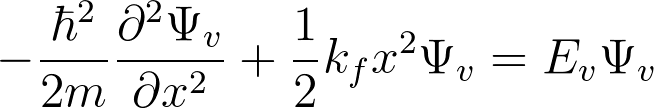 $-\frac{\hbar^2}{2m}\frac{\partial^2 \Psi_v}{\partial x^2} + \frac{1}{2}k_f x^2 \Psi_v = E_v \Psi_v$